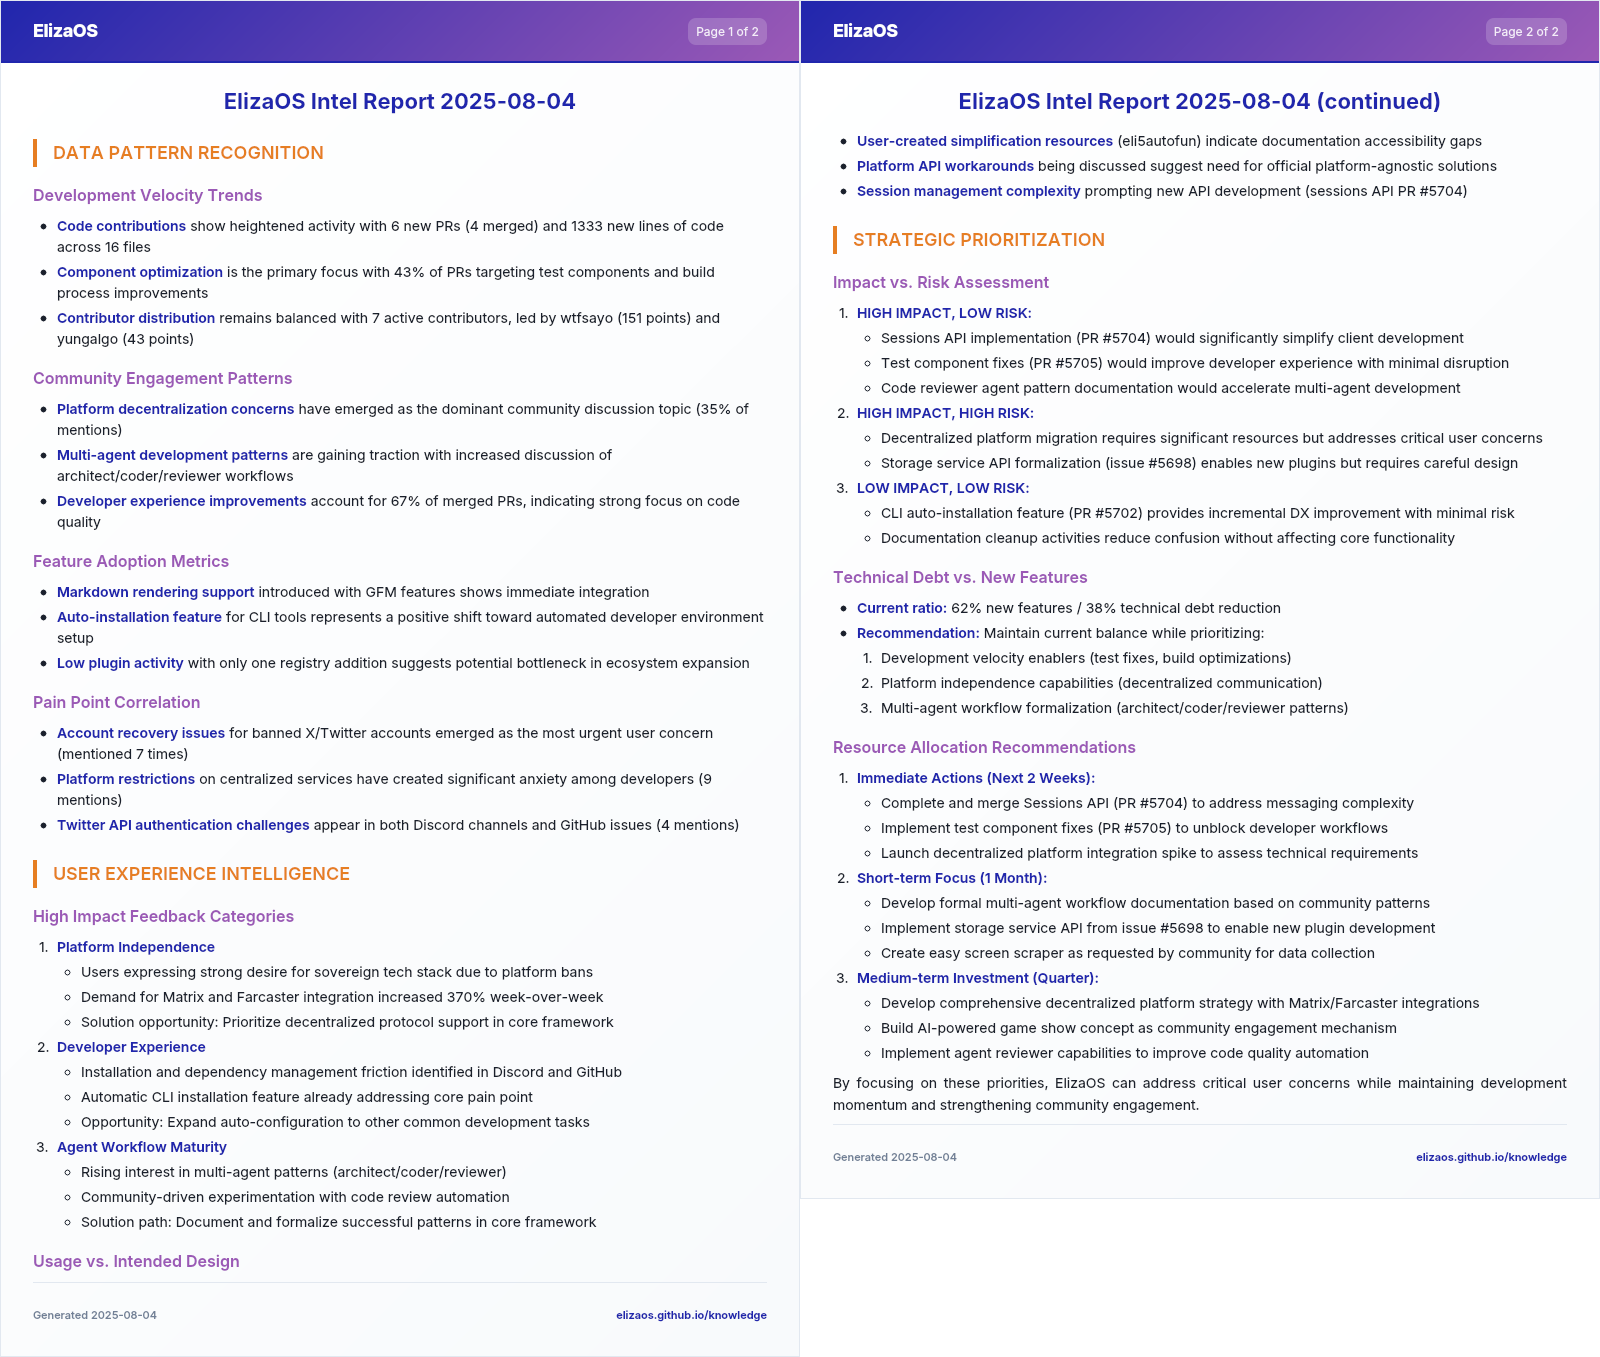 ElizaOS
Page 1 of 2
ElizaOS Intel Report 2025-08-04
DATA PATTERN RECOGNITION
Development Velocity Trends
• Code contributions show heightened activity with 6 new PRs (4 merged) and 1333 new lines of code
across 16 files
• Component optimization is the primary focus with 43% of PRs targeting test components and build
process improvements
• Contributor distribution remains balanced with 7 active contributors, led by wtfsayo (151 points) and
yungalgo (43 points)
Community Engagement Patterns
• Platform decentralization concerns have emerged as the dominant community discussion topic (35% of
mentions)
• Multi-agent development patterns are gaining traction with increased discussion of
architect/coder/reviewer workflows
• Developer experience improvements account for 67% of merged PRs, indicating strong focus on code
quality
Feature Adoption Metrics
• Markdown rendering support introduced with GFM features shows immediate integration
• Auto-installation feature for CLI tools represents a positive shift toward automated developer environment
setup
• Low plugin activity with only one registry addition suggests potential bottleneck in ecosystem expansion
Pain Point Correlation
• Account recovery issues for banned X/Twitter accounts emerged as the most urgent user concern
(mentioned 7 times)
• Platform restrictions on centralized services have created significant anxiety among developers (9
mentions)
• Twitter API authentication challenges appear in both Discord channels and GitHub issues (4 mentions)
USER EXPERIENCE INTELLIGENCE
High Impact Feedback Categories
1. Platform Independence
◦ Users expressing strong desire for sovereign tech stack due to platform bans
◦ Demand for Matrix and Farcaster integration increased 370% week-over-week
◦ Solution opportunity: Prioritize decentralized protocol support in core framework
2. Developer Experience
◦ Installation and dependency management friction identified in Discord and GitHub
◦ Automatic CLI installation feature already addressing core pain point
◦ Opportunity: Expand auto-configuration to other common development tasks
3. Agent Workflow Maturity
◦ Rising interest in multi-agent patterns (architect/coder/reviewer)
◦ Community-driven experimentation with code review automation
◦ Solution path: Document and formalize successful patterns in core framework
Usage vs. Intended Design
Generated 2025-08-04
elizaos.github.io/knowledge
ElizaOS
Page 2 of 2
ElizaOS Intel Report 2025-08-04 (continued)
• User-created simplification resources (eli5autofun) indicate documentation accessibility gaps
• Platform API workarounds being discussed suggest need for official platform-agnostic solutions
• Session management complexity prompting new API development (sessions API PR #5704)
STRATEGIC PRIORITIZATION
Impact vs. Risk Assessment
1. HIGH IMPACT, LOW RISK:
◦ Sessions API implementation (PR #5704) would significantly simplify client development
◦ Test component fixes (PR #5705) would improve developer experience with minimal disruption
◦ Code reviewer agent pattern documentation would accelerate multi-agent development
2. HIGH IMPACT, HIGH RISK:
◦ Decentralized platform migration requires significant resources but addresses critical user concerns
◦ Storage service API formalization (issue #5698) enables new plugins but requires careful design
3. LOW IMPACT, LOW RISK:
◦ CLI auto-installation feature (PR #5702) provides incremental DX improvement with minimal risk
◦ Documentation cleanup activities reduce confusion without affecting core functionality
Technical Debt vs. New Features
• Current ratio: 62% new features / 38% technical debt reduction
• Recommendation: Maintain current balance while prioritizing:
1. Development velocity enablers (test fixes, build optimizations)
2. Platform independence capabilities (decentralized communication)
3. Multi-agent workflow formalization (architect/coder/reviewer patterns)
Resource Allocation Recommendations
1. Immediate Actions (Next 2 Weeks):
◦ Complete and merge Sessions API (PR #5704) to address messaging complexity
◦ Implement test component fixes (PR #5705) to unblock developer workflows
◦ Launch decentralized platform integration spike to assess technical requirements
2. Short-term Focus (1 Month):
◦ Develop formal multi-agent workflow documentation based on community patterns
◦ Implement storage service API from issue #5698 to enable new plugin development
◦ Create easy screen scraper as requested by community for data collection
3. Medium-term Investment (Quarter):
◦ Develop comprehensive decentralized platform strategy with Matrix/Farcaster integrations
◦ Build AI-powered game show concept as community engagement mechanism
◦ Implement agent reviewer capabilities to improve code quality automation
By focusing on these priorities, ElizaOS can address critical user concerns while maintaining development
momentum and strengthening community engagement.
Generated 2025-08-04
elizaos.github.io/knowledge